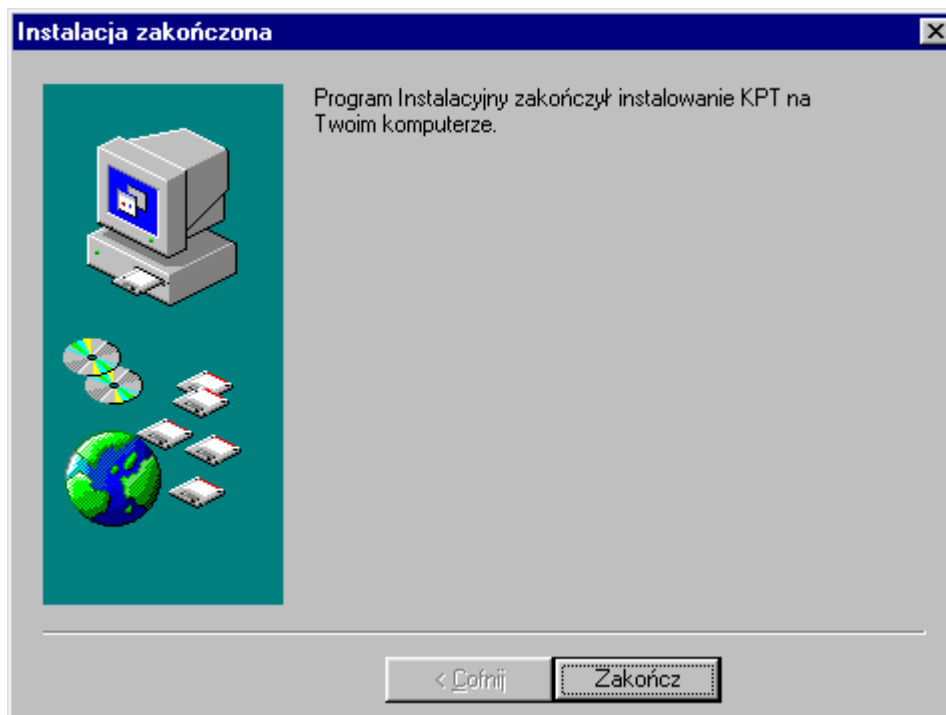 Instalacja zakończona
Program Instalacyjny zakończył instalowanie KPT na
Twoim komputerze.
< Cofnij
Zakończ